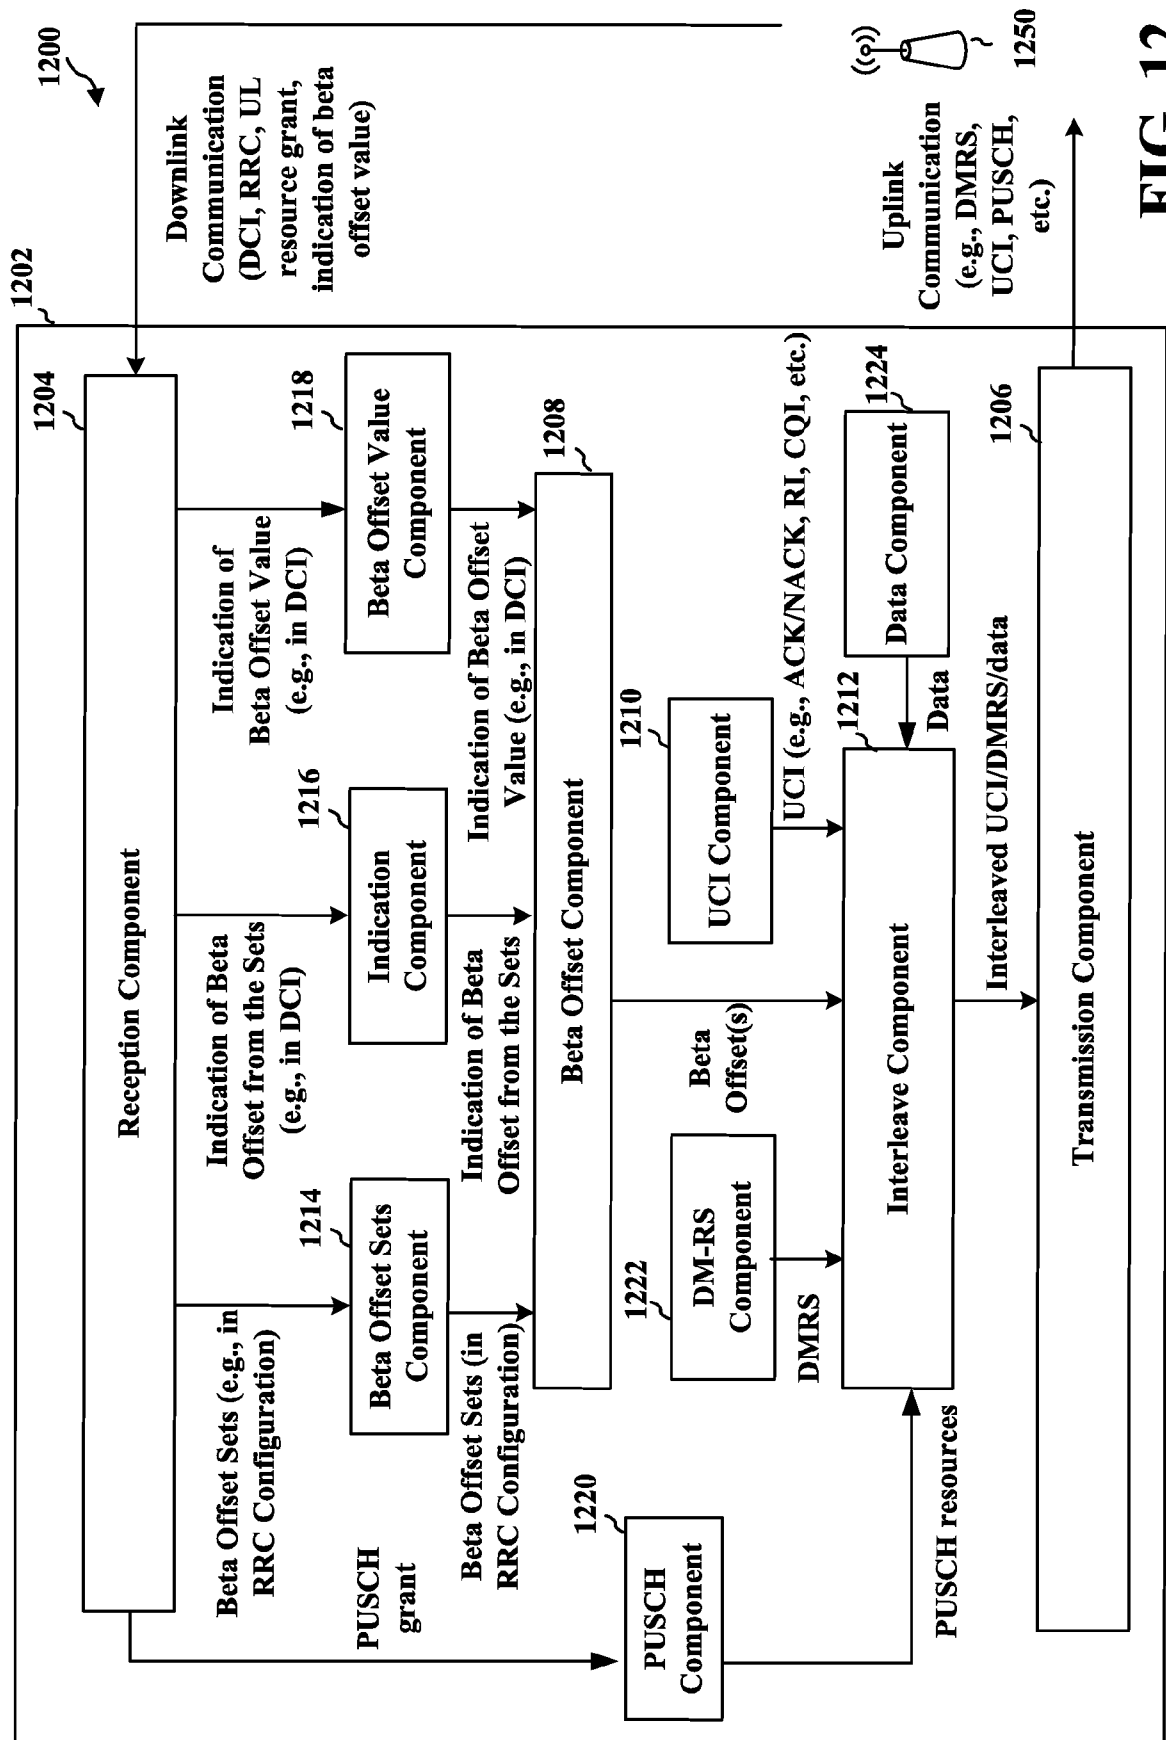 1200
1202
Downlink
Communication
(DCI, RRC, UL
resource grant,
indication of beta
offset value)
1250
Uplink
Communication
(e.g., DMRS,
UCI, PUSCH,
etc.)
1204
Reception Component
Beta Offset Sets (e.g., in
RRC Configuration)
Indication of Beta
Offset from the Sets
(e.g., in DCI)
Indication of
Beta Offset Value
(e.g., in DCI)
PUSCH
grant
1214
Beta Offset Sets
Component
1216
Indication
Component
1218
Beta Offset Value
Component
Beta Offset Sets (in
RRC Configuration)
Indication of Beta
Offset from the Sets
Indication of Beta Offset
Value (e.g., in DCI)
1208
Beta Offset Component
1220
PUSCH
Component
1222
DM-RS
Component
Beta
Offset(s)
1210
UCI Component
UCI (e.g., ACK/NACK, RI, CQI, etc.)
DMRS
1224
Data Component
Data
1212
Interleave Component
PUSCH resources
Interleaved UCI/DMRS/data
1206
Transmission Component
FIG. 12